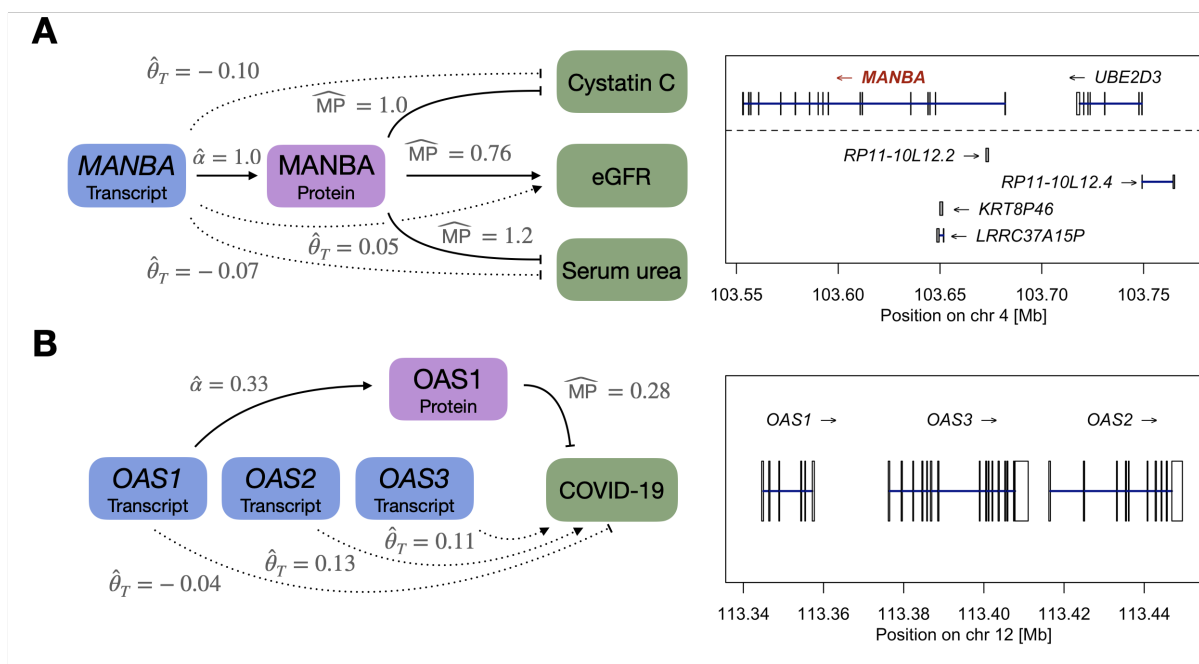 A
θ̂_T = − 0.10
Cystatin C
M̂P = 1.0
MANBA
Transcript
α̂ = 1.0
MANBA
Protein
M̂P = 0.76
eGFR
θ̂_T = 0.05
M̂P = 1.2
θ̂_T = − 0.07
Serum urea
← MANBA
← UBE2D3
RP11-10L12.2 →
RP11-10L12.4 →
← KRT8P46
← LRRC37A15P
103.55 103.60 103.65 103.70 103.75
Position on chr 4 [Mb]
B
α̂ = 0.33
OAS1
Protein
M̂P = 0.28
OAS1
Transcript
OAS2
Transcript
OAS3
Transcript
COVID-19
θ̂_T = 0.11
θ̂_T = 0.13
θ̂_T = − 0.04
OAS1 →
OAS3 →
OAS2 →
113.34 113.36 113.38 113.40 113.42 113.44
Position on chr 12 [Mb]